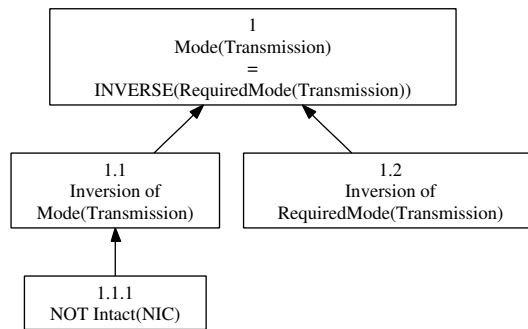 1
Mode(Transmission)
=
INVERSE(RequiredMode(Transmission))
1.1
Inversion of
Mode(Transmission)
1.2
Inversion of
RequiredMode(Transmission)
1.1.1
NOT Intact(NIC)